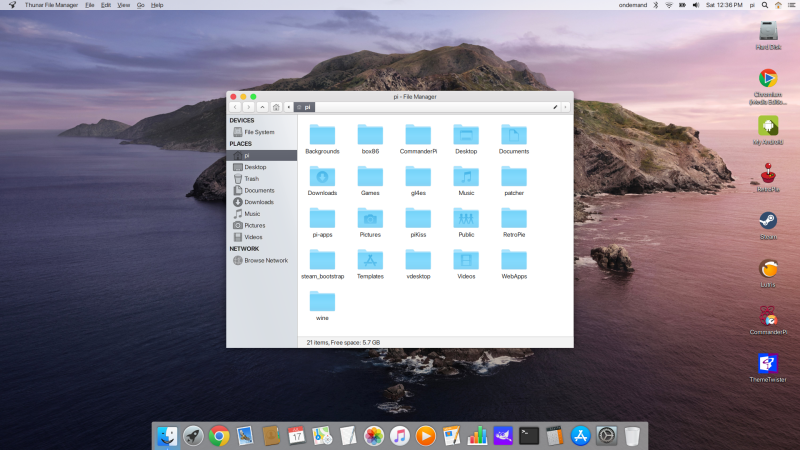 Thunar File Manager File Edit View Go Help
ondemand Sat 12:36 PM pi
pi - File Manager
pi
DEVICES
File System
PLACES
pi
Desktop
Trash
Documents
Downloads
Music
Pictures
Videos
NETWORK
Browse Network
Backgrounds box86 CommanderPi Desktop Documents
Downloads Games gl4es Music patcher
pi-apps Pictures piKiss Public RetroPie
steam_bootstrap Templates vdesktop Videos WebApps
wine
21 items, Free space: 5.7 GB
Hard Disk
Chromium
(Media Editio...
My Android
RetroPie
Steam
Lutris
CommanderPi
ThemeTwister
17